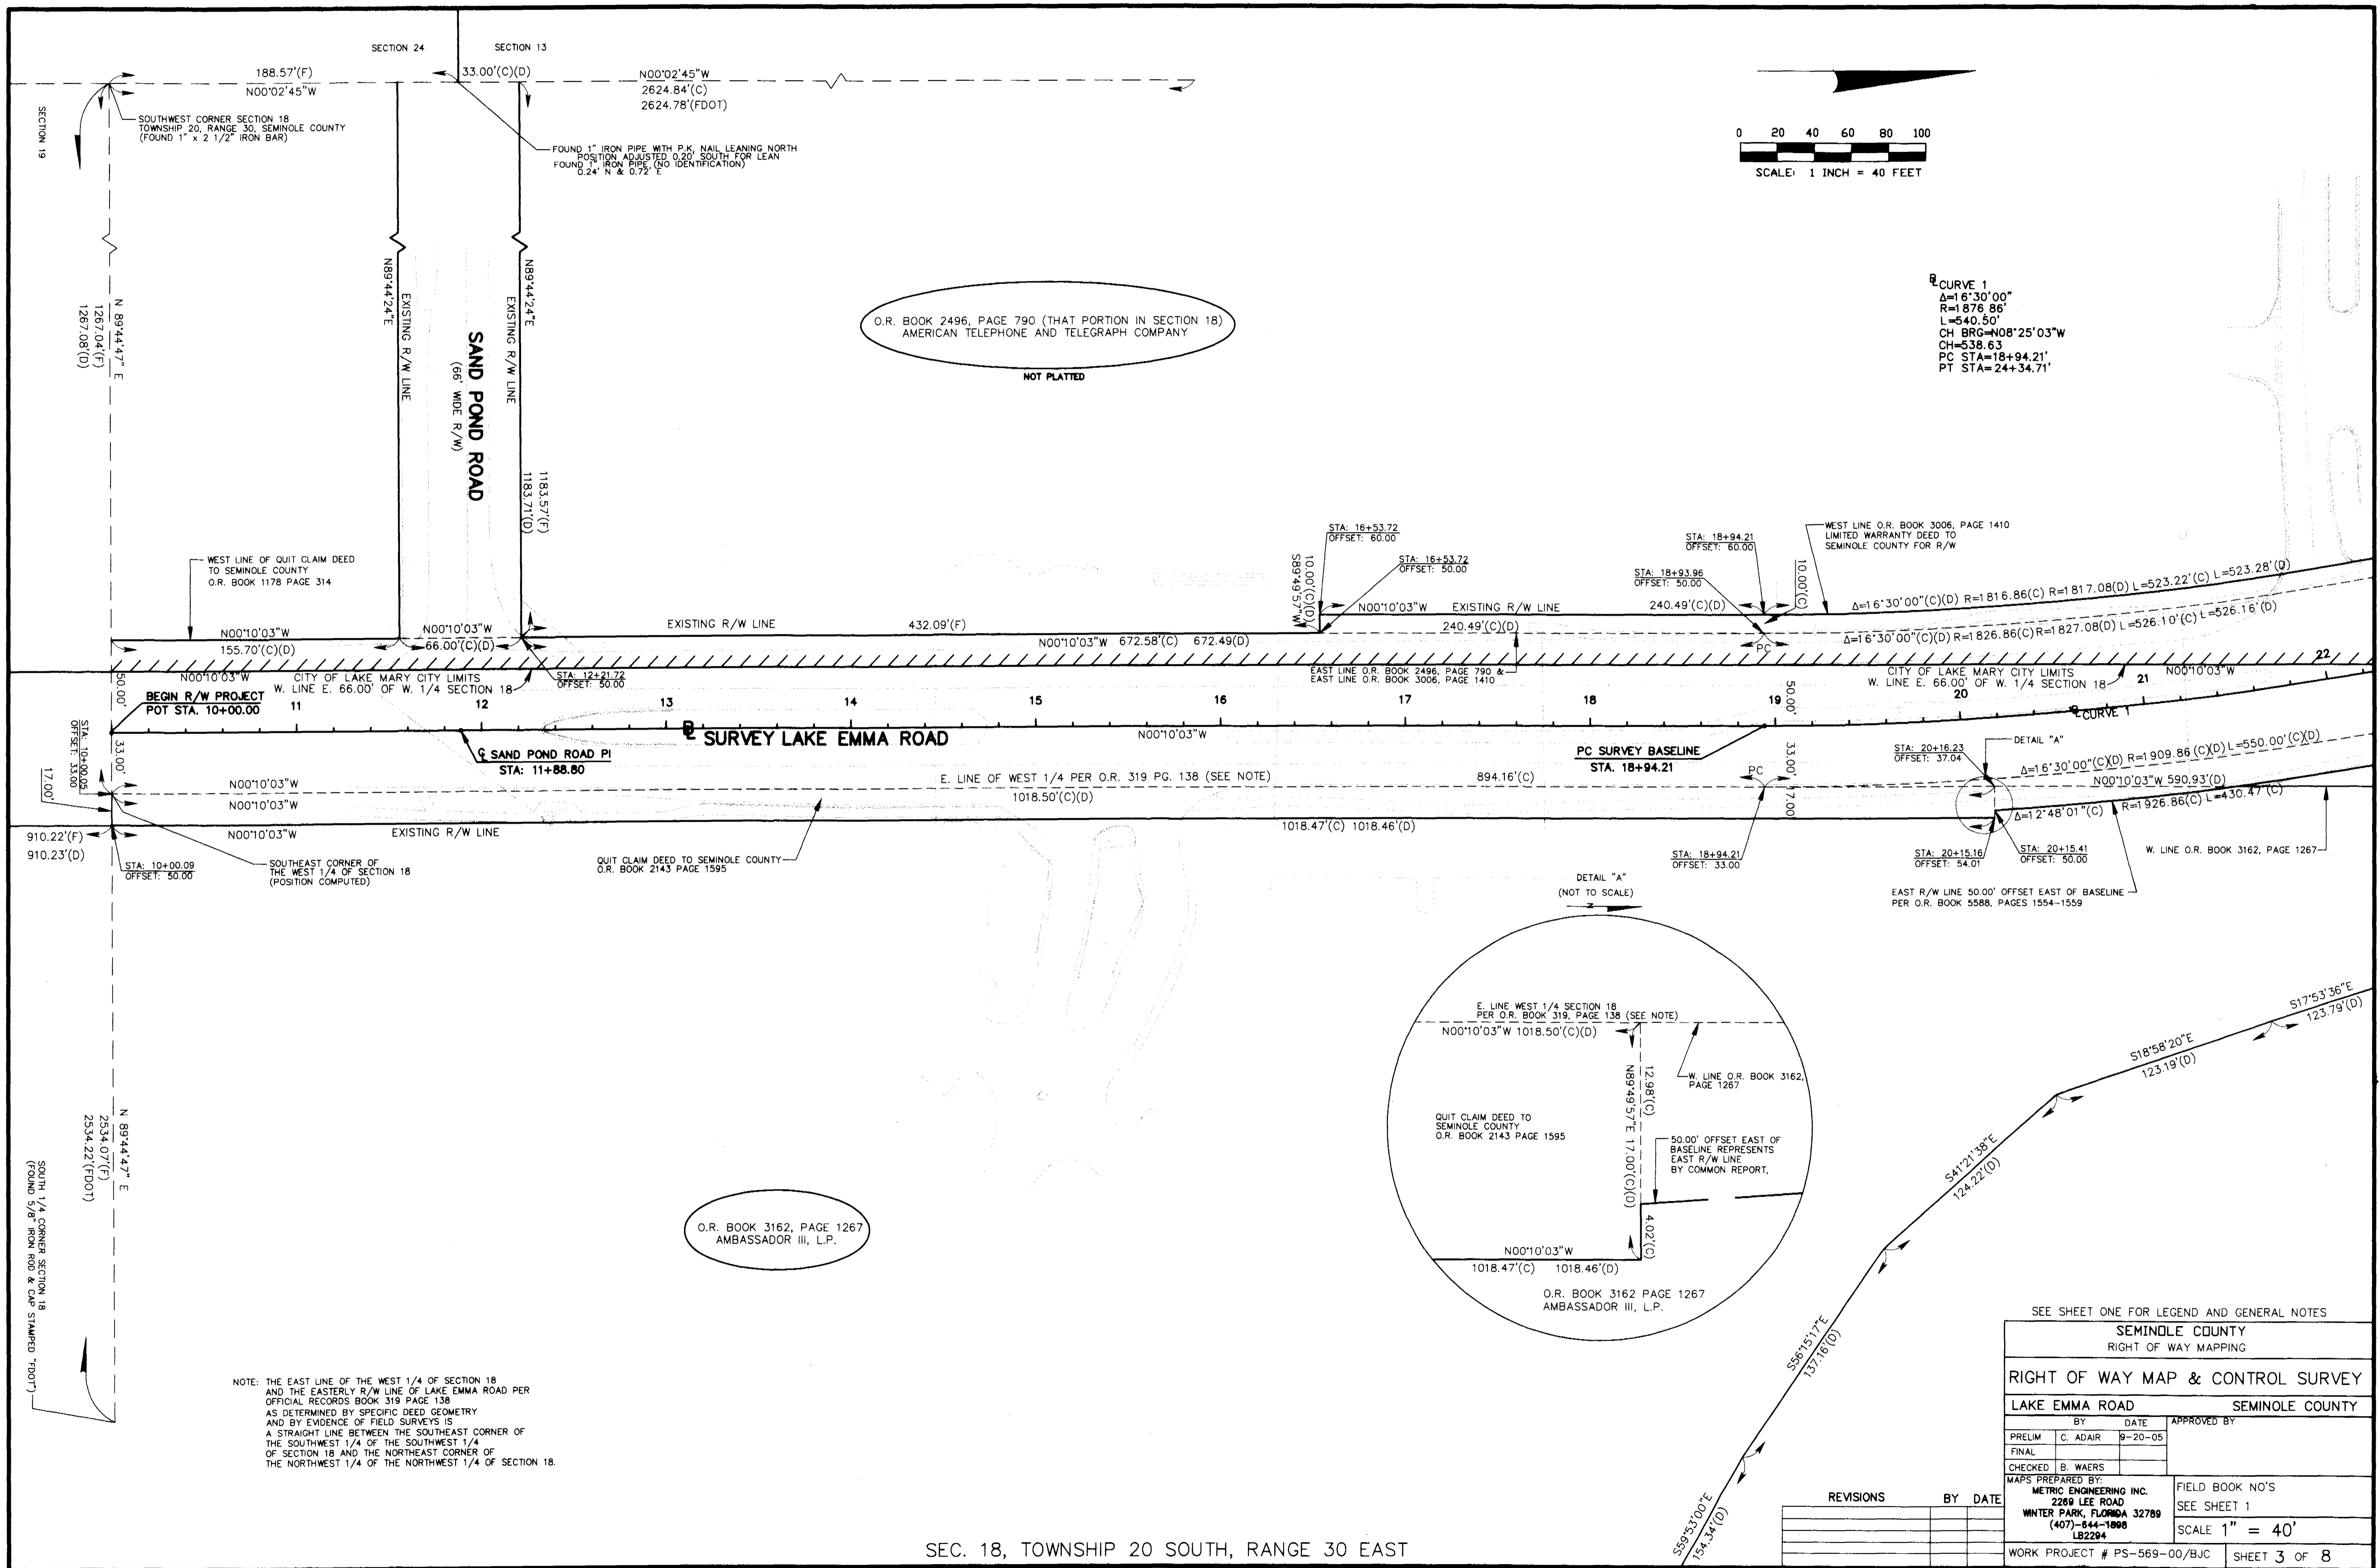 SECTION 24
SECTION 13
188.57'(F)
N00°02'45"W
33.00'(C)(D)
N00°02'45"W
2624.84'(C)
2624.78'(FDOT)
SECTION 19
SOUTHWEST CORNER SECTION 18
TOWNSHIP 20, RANGE 30, SEMINOLE COUNTY
(FOUND 1" x 2 1/2" IRON BAR)
FOUND 1" IRON PIPE WITH P.K. NAIL LEANING NORTH
POSITION ADJUSTED 0.20' SOUTH FOR LEAN
FOUND 1" IRON PIPE (NO IDENTIFICATION)
0.24' N & 0.72' E
0 20 40 60 80 100
SCALE: 1 INCH = 40 FEET
N 89°44'47" E
1267.04'(F)
1267.08'(D)
N89°44'24"E
EXISTING R/W LINE
SAND POND ROAD
(66' WIDE R/W)
N89°44'24"E
EXISTING R/W LINE
1183.57'(F)
1183.71'(D)
O.R. BOOK 2496, PAGE 790 (THAT PORTION IN SECTION 18)
AMERICAN TELEPHONE AND TELEGRAPH COMPANY
NOT PLATTED
BL CURVE 1
Δ=16°30'00"
R=1876.86'
L=540.50'
CH BRG=N08°25'03"W
CH=538.63
PC STA=18+94.21'
PT STA=24+34.71'
WEST LINE OF QUIT CLAIM DEED
TO SEMINOLE COUNTY
O.R. BOOK 1178 PAGE 314
N00°10'03"W
155.70'(C)(D)
N00°10'03"W
66.00'(C)(D)
EXISTING R/W LINE
432.09'(F)
N00°10'03"W 672.58'(C) 672.49(D)
STA: 16+53.72
OFFSET: 60.00
STA: 16+53.72
OFFSET: 50.00
10.00'(C)(D)
S89°49'57"W
N00°10'03"W EXISTING R/W LINE 240.49'(C)(D)
240.49'(C)(D)
STA: 18+94.21
OFFSET: 60.00
STA: 18+93.96
OFFSET: 50.00
10.00'(C)
PC
WEST LINE O.R. BOOK 3006, PAGE 1410
LIMITED WARRANTY DEED TO
SEMINOLE COUNTY FOR R/W
Δ=16°30'00"(C)(D) R=1816.86(C) R=1817.08(D) L=523.22'(C) L=523.28'(D)
Δ=16°30'00"(C)(D) R=1826.86(C) R=1827.08(D) L=526.10'(C) L=526.16'(D)
N00°10'03"W
CITY OF LAKE MARY CITY LIMITS
W. LINE E. 66.00' OF W. 1/4 SECTION 18
STA: 12+21.72
OFFSET: 50.00
EAST LINE O.R. BOOK 2496, PAGE 790 &
EAST LINE O.R. BOOK 3006, PAGE 1410
CITY OF LAKE MARY CITY LIMITS
W. LINE E. 66.00' OF W. 1/4 SECTION 18
N00°10'03"W
50.00'
BEGIN R/W PROJECT
POT STA. 10+00.00
11 12 13 14 15 16 17 18 19 20 21 22
50.00'
BL CURVE 1
STA: 10+00.05
OFFSET: 33.00
33.00'
17.00'
CL SAND POND ROAD PI
STA: 11+88.80
BL SURVEY LAKE EMMA ROAD
N00°10'03"W
PC SURVEY BASELINE
STA. 18+94.21
33.00'
17.00'
PC
STA: 20+16.23
OFFSET: 37.04
DETAIL "A"
Δ=16°30'00"(C)(D) R=1909.86(C)(D) L=550.00'(C)(D)
N00°10'03"W 590.93'(D)
Δ=12°48'01"(C) R=1926.86(C) L=430.47'(C)
N00°10'03"W
N00°10'03"W
E. LINE OF WEST 1/4 PER O.R. 319 PG. 138 (SEE NOTE)
894.16'(C)
1018.50'(C)(D)
910.22'(F)
910.23'(D)
N00°10'03"W
EXISTING R/W LINE
1018.47'(C) 1018.46'(D)
STA: 10+00.09
OFFSET: 50.00
SOUTHEAST CORNER OF
THE WEST 1/4 OF SECTION 18
(POSITION COMPUTED)
QUIT CLAIM DEED TO SEMINOLE COUNTY
O.R. BOOK 2143 PAGE 1595
STA: 18+94.21
OFFSET: 33.00
STA: 20+15.16
OFFSET: 54.01
STA: 20+15.41
OFFSET: 50.00
W. LINE O.R. BOOK 3162, PAGE 1267
EAST R/W LINE 50.00' OFFSET EAST OF BASELINE
PER O.R. BOOK 5588, PAGES 1554-1559
DETAIL "A"
(NOT TO SCALE)
N
E. LINE WEST 1/4 SECTION 18
PER O.R. BOOK 319, PAGE 138 (SEE NOTE)
N00°10'03"W 1018.50'(C)(D)
12.98'(C)
N89°49'57"E 17.00'(C)(D)
W. LINE O.R. BOOK 3162,
PAGE 1267
QUIT CLAIM DEED TO
SEMINOLE COUNTY
O.R. BOOK 2143 PAGE 1595
50.00' OFFSET EAST OF
BASELINE REPRESENTS
EAST R/W LINE
BY COMMON REPORT.
4.02'(C)
N00°10'03"W
1018.47'(C) 1018.46'(D)
O.R. BOOK 3162 PAGE 1267
AMBASSADOR III, L.P.
S17°53'36"E
123.79'(D)
S18°58'20"E
123.19'(D)
S41°21'38"E
124.22'(D)
S56°15'17"E
137.16'(D)
S59°53'00"E
154.34'(D)
N 89°44'47" E
2534.07'(F)
2534.22'(FDOT)
SOUTH 1/4 CORNER SECTION 18
(FOUND 5/8" IRON ROD & CAP STAMPED "FDOT")
O.R. BOOK 3162, PAGE 1267
AMBASSADOR III, L.P.
NOTE: THE EAST LINE OF THE WEST 1/4 OF SECTION 18
AND THE EASTERLY R/W LINE OF LAKE EMMA ROAD PER
OFFICIAL RECORDS BOOK 319 PAGE 138
AS DETERMINED BY SPECIFIC DEED GEOMETRY
AND BY EVIDENCE OF FIELD SURVEYS IS
A STRAIGHT LINE BETWEEN THE SOUTHEAST CORNER OF
THE SOUTHWEST 1/4 OF THE SOUTHWEST 1/4
OF SECTION 18 AND THE NORTHEAST CORNER OF
THE NORTHWEST 1/4 OF THE NORTHWEST 1/4 OF SECTION 18.
SEC. 18, TOWNSHIP 20 SOUTH, RANGE 30 EAST
REVISIONS BY DATE
SEE SHEET ONE FOR LEGEND AND GENERAL NOTES
SEMINOLE COUNTY
RIGHT OF WAY MAPPING
RIGHT OF WAY MAP & CONTROL SURVEY
LAKE EMMA ROAD SEMINOLE COUNTY
BY DATE APPROVED BY
PRELIM C. ADAIR 9-20-05
FINAL
CHECKED B. WAERS
MAPS PREPARED BY:
METRIC ENGINEERING INC.
2269 LEE ROAD
WINTER PARK, FLORIDA 32789
(407)-644-1898
LB2294
FIELD BOOK NO'S
SEE SHEET 1
SCALE 1" = 40'
WORK PROJECT # PS-569-00/BJC
SHEET 3 OF 8